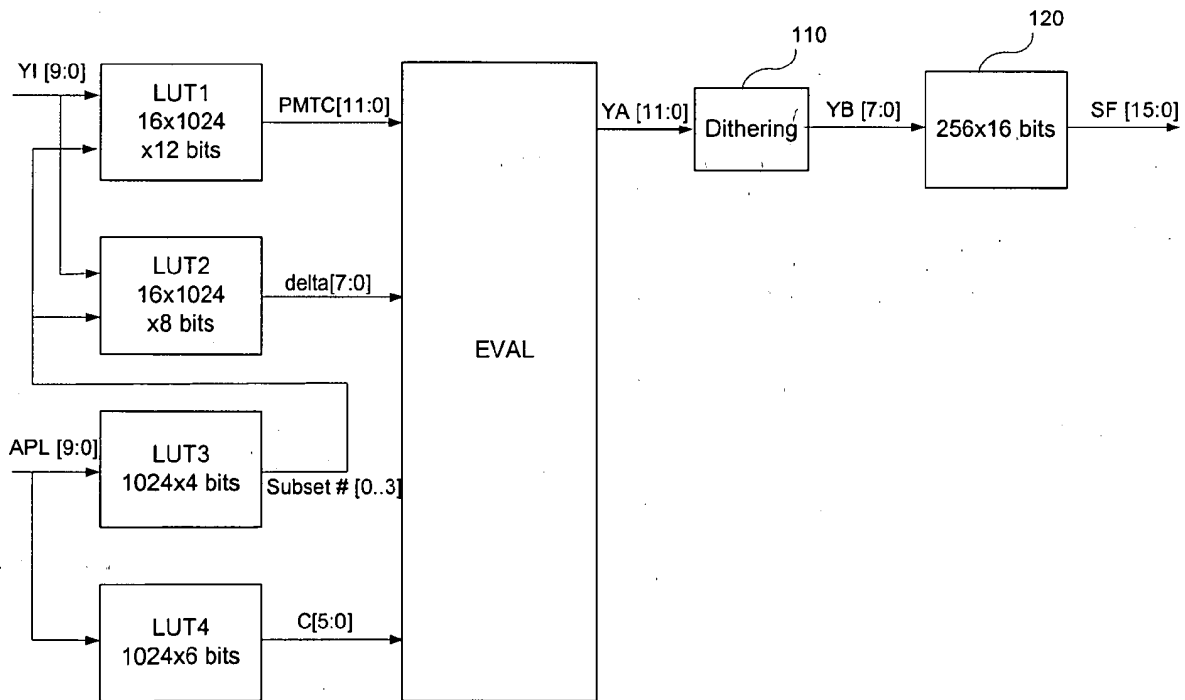 110
120
YI [9:0]
LUT1
16x1024
x12 bits
PMTC[11:0]
YA [11:0]
Dithering
YB [7:0]
256x16 bits
SF [15:0]
LUT2
16x1024
x8 bits
delta[7:0]
EVAL
APL [9:0]
LUT3
1024x4 bits
Subset # [0..3]
LUT4
1024x6 bits
C[5:0]